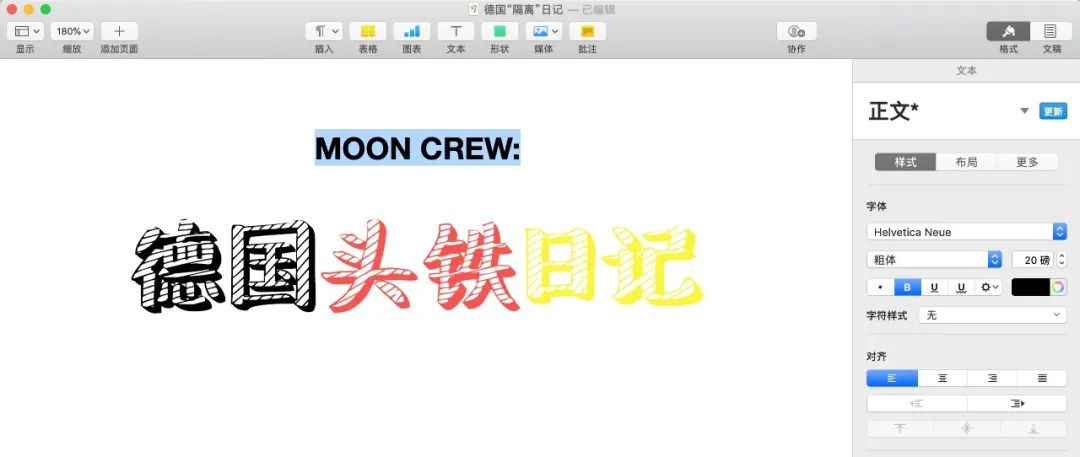 德国“隔离”日记 — 已编辑
180%
显示 缩放 添加页面 插入 表格 图表 文本 形状 媒体 批注 协作 格式 文稿
文本
正文* 更新
MOON CREW:
样式 布局 更多
德国头铁日记
字体
Helvetica Neue
粗体 20 磅
B U U
字符样式 无
对齐